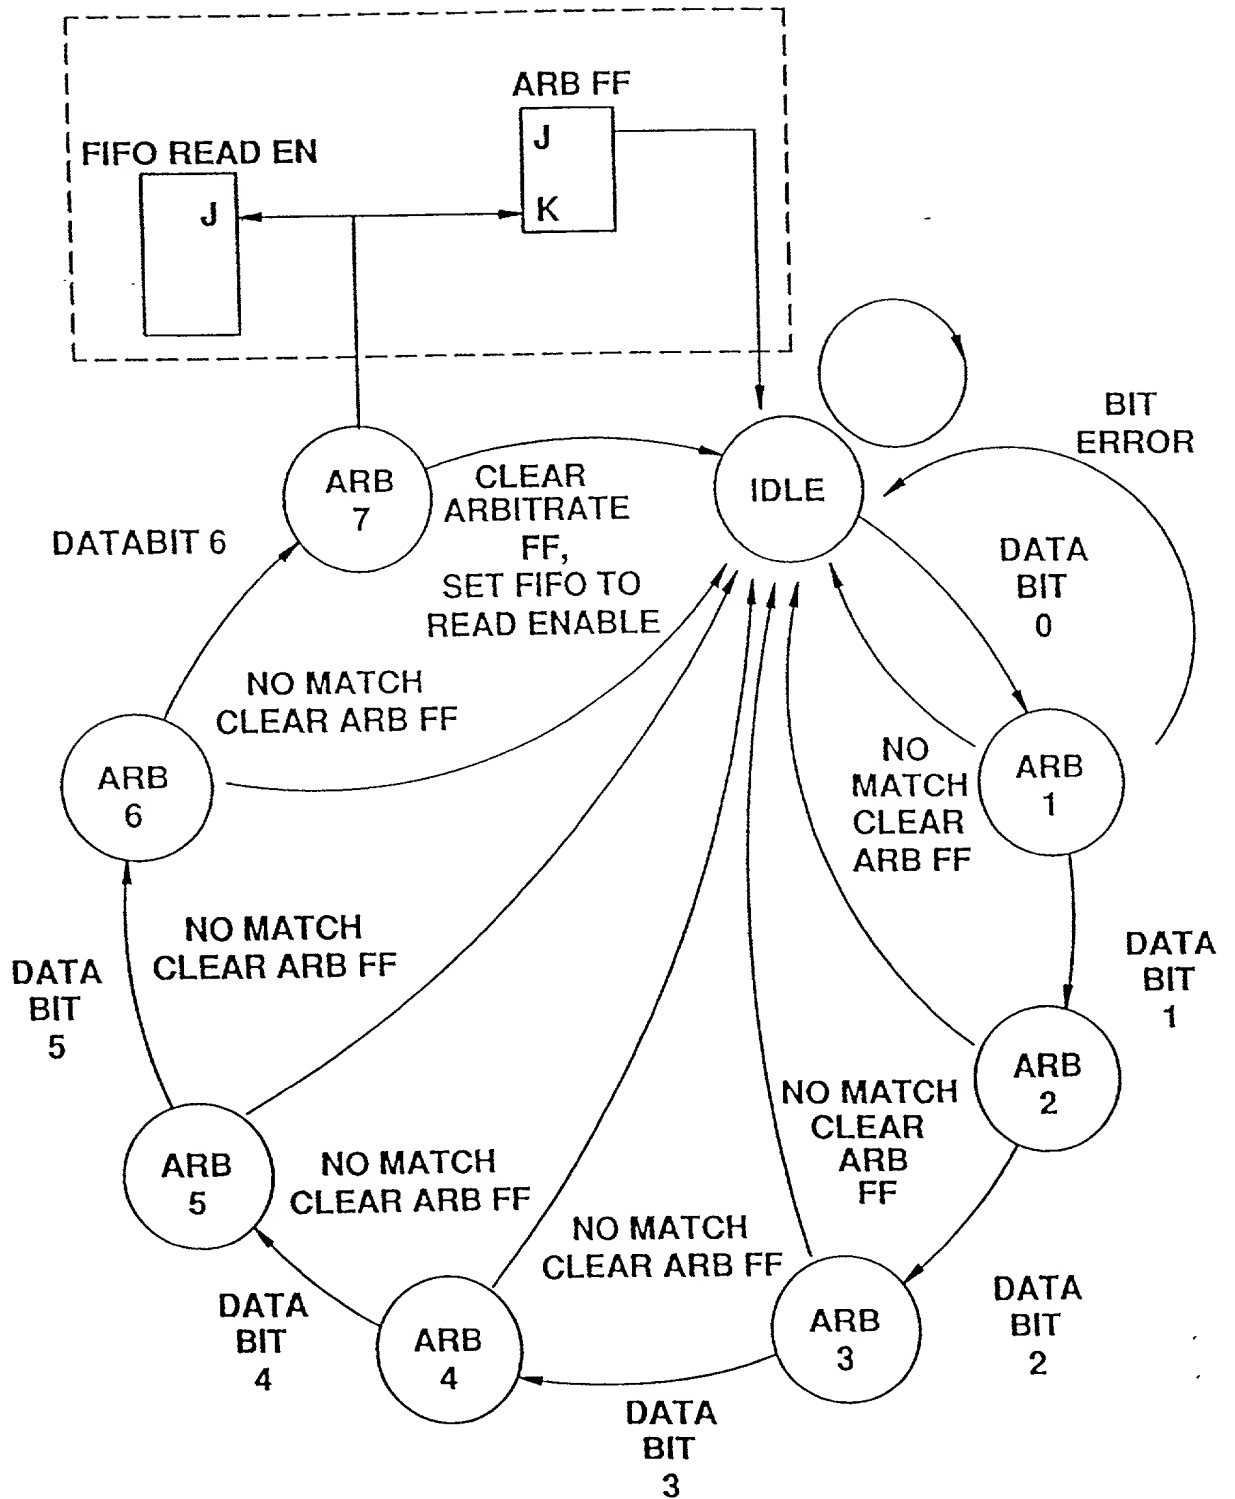 ARB FF
J
K
FIFO READ EN
J
BIT
ERROR
ARB
7
CLEAR
ARBITRATE
FF,
SET FIFO TO
READ ENABLE
IDLE
DATA
BIT
0
DATABIT 6
NO MATCH
CLEAR ARB FF
ARB
6
NO
MATCH
CLEAR
ARB FF
ARB
1
NO MATCH
CLEAR ARB FF
DATA
BIT
5
DATA
BIT
1
ARB
2
NO MATCH
CLEAR
ARB
FF
ARB
5
NO MATCH
CLEAR ARB FF
NO MATCH
CLEAR ARB FF
DATA
BIT
4
ARB
4
ARB
3
DATA
BIT
2
DATA
BIT
3